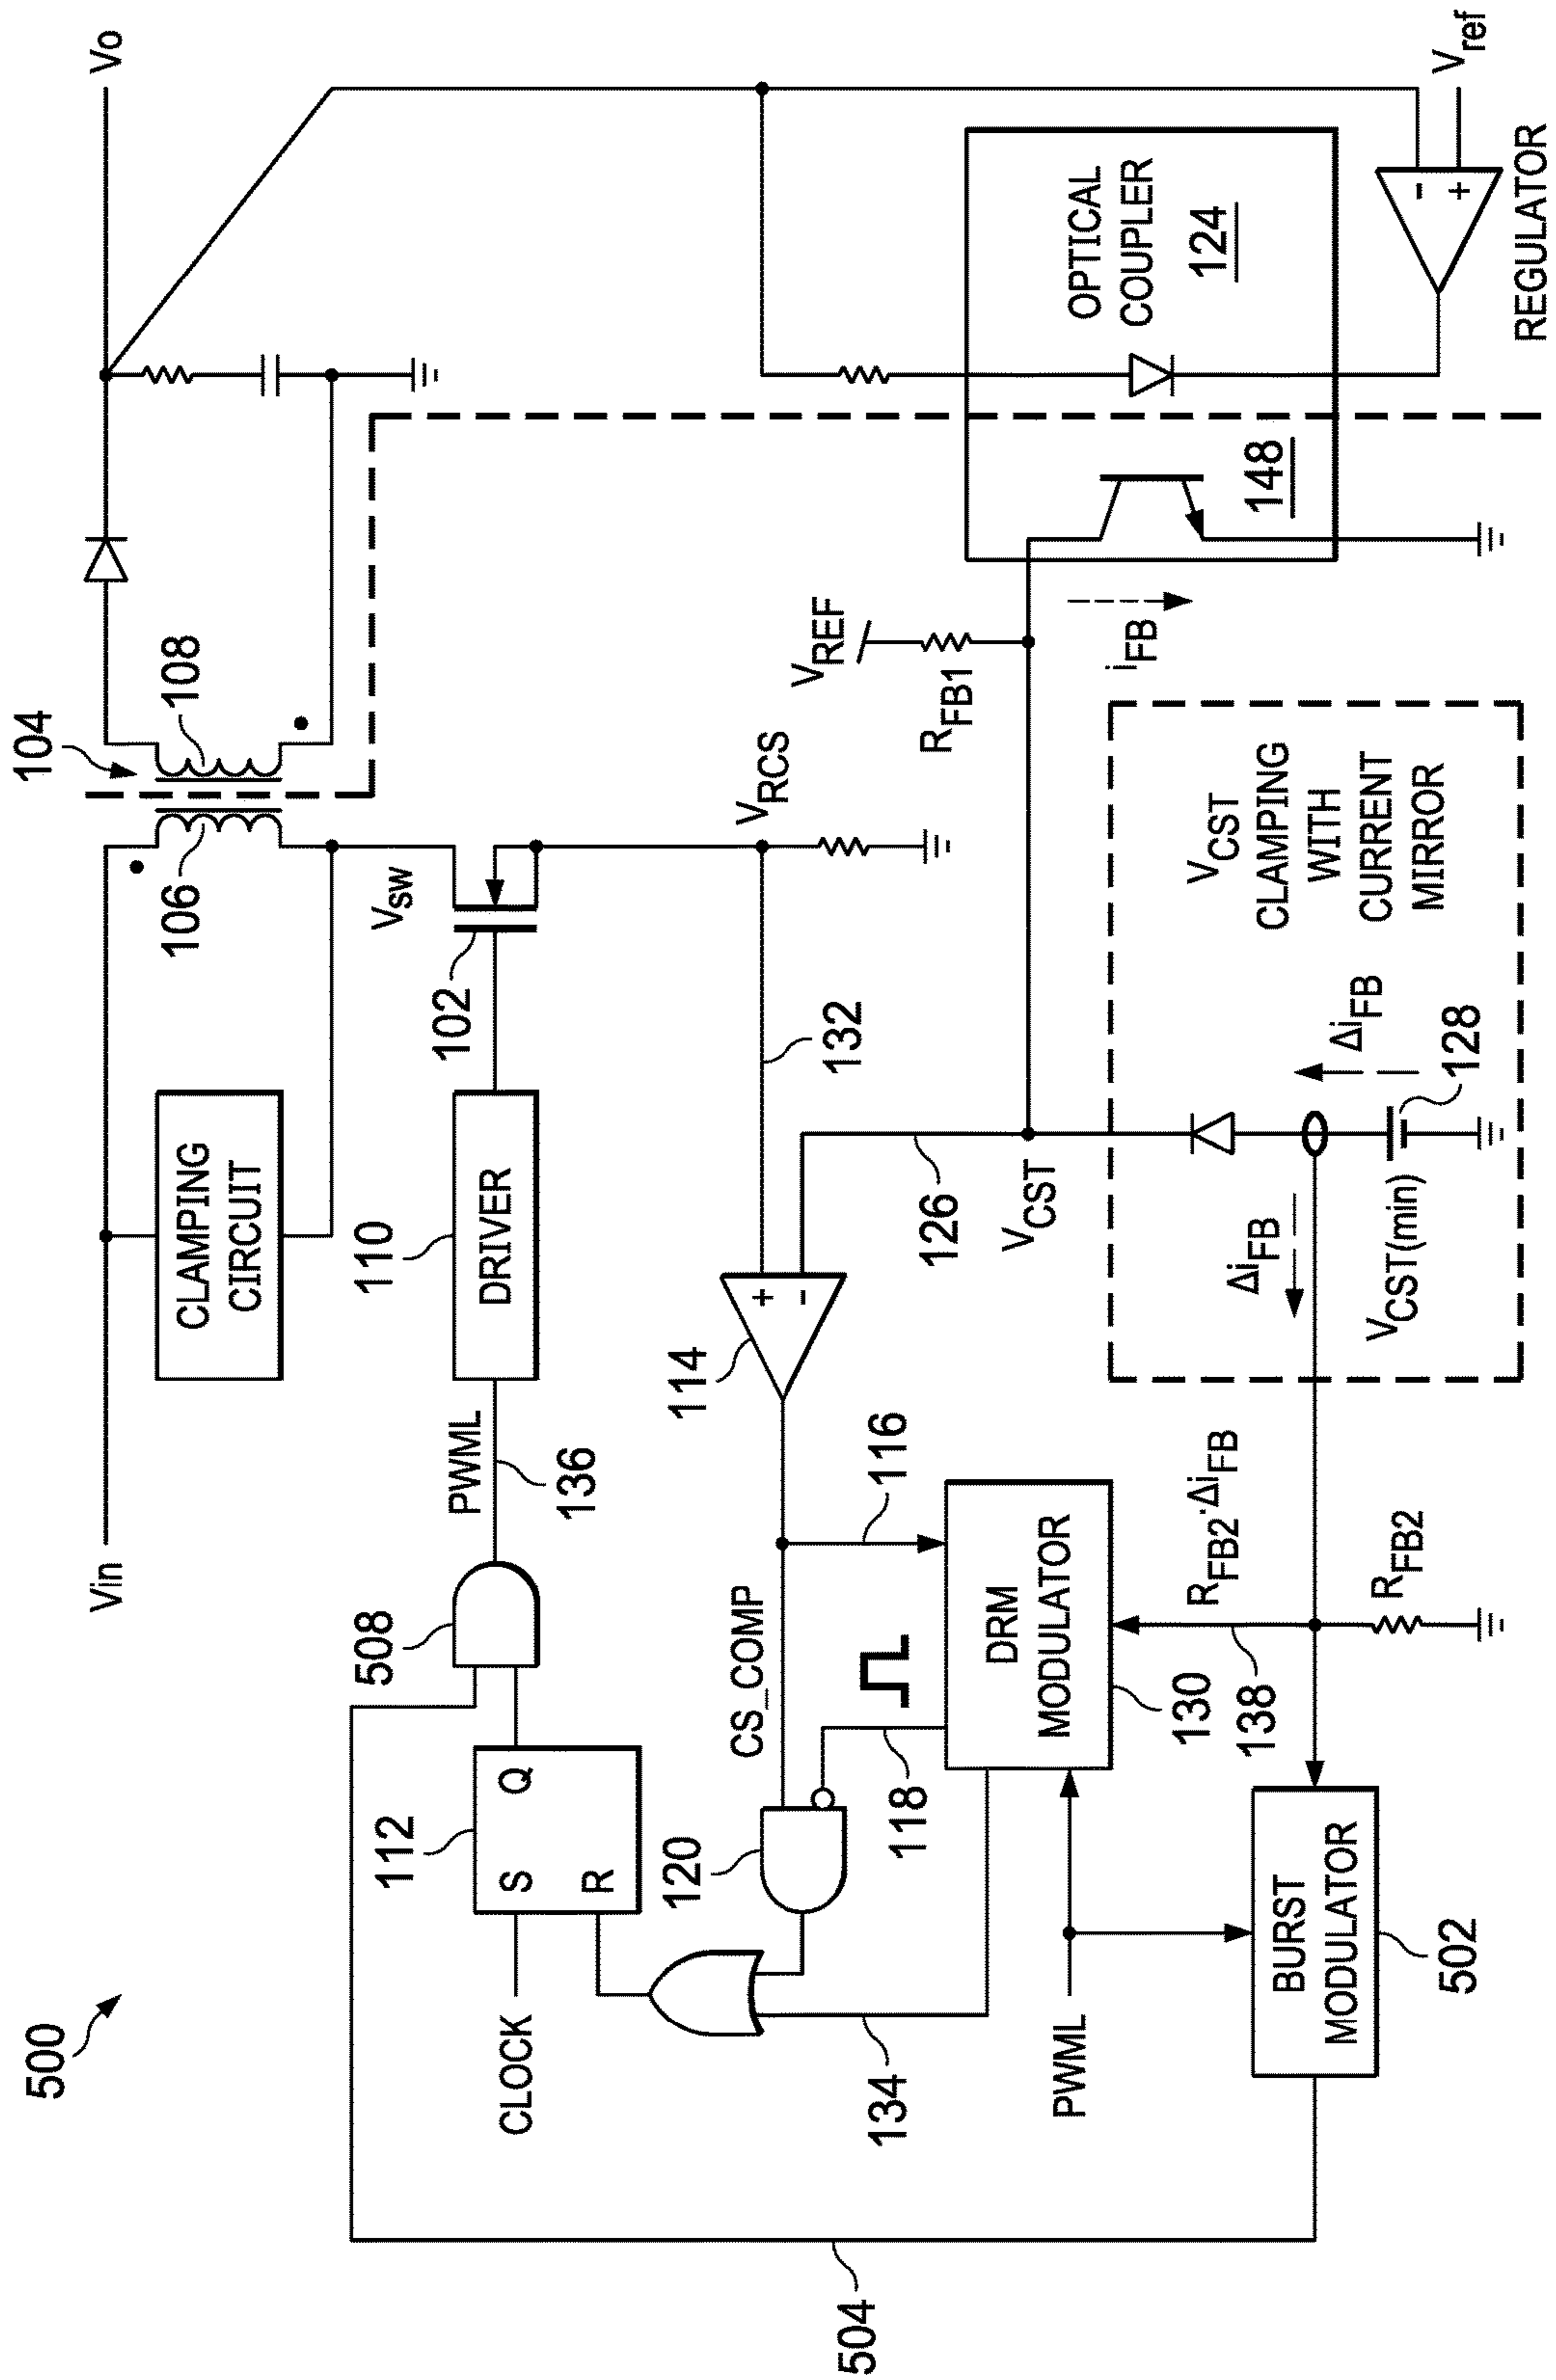 500
504
CLOCK
S
Q
R
112
508
PWML
136
DRIVER
110
Vin
CLAMPING
CIRCUIT
106
104
108
Vo
Vsw
102
VRCS
132
114
+
-
116
CS_COMP
120
118
134
PWML
DRM
MODULATOR
130
138
BURST
MODULATOR
502
RFB2·ΔiFB
RFB2
126
VCST
VREF
RFB1
iFB
148
OPTICAL
COUPLER
124
VCST
CLAMPING
WITH
CURRENT
MIRROR
ΔiFB
ΔiFB
128
VCST(min)
-
+
Vref
REGULATOR